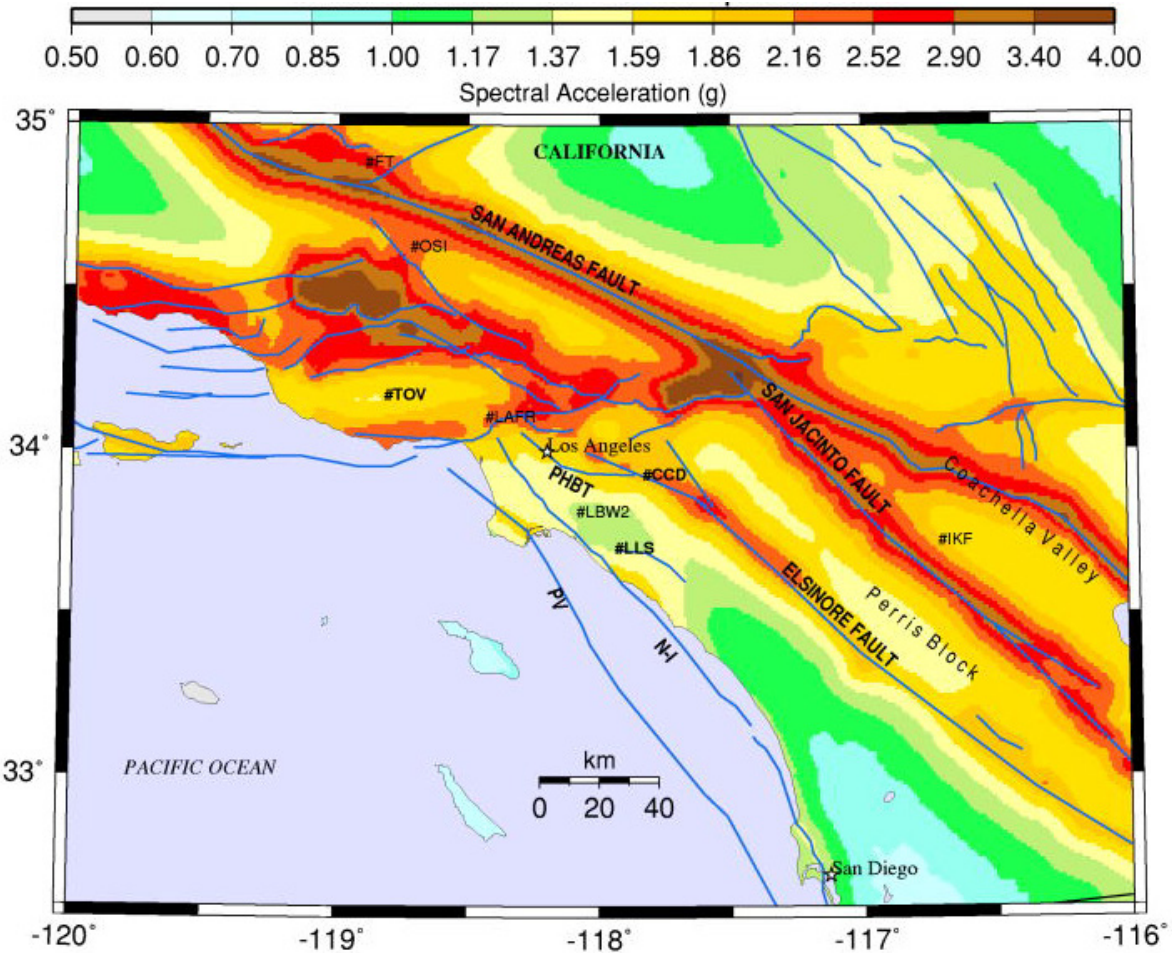 0.50 0.60 0.70 0.85 1.00 1.17 1.37 1.59 1.86 2.16 2.52 2.90 3.40 4.00
Spectral Acceleration (g)
35°
CALIFORNIA
#FT
SAN ANDREAS FAULT
#OSI
#TOV
#LAFR
SAN JACINTO FAULT
34°
Los Angeles
#CCD
Coachella Valley
PHBT
#LBW2
#IKF
#LLS
ELSINORE FAULT
Perris Block
PV
N-I
33°
PACIFIC OCEAN
km
0 20 40
San Diego
-120° -119° -118° -117° -116°